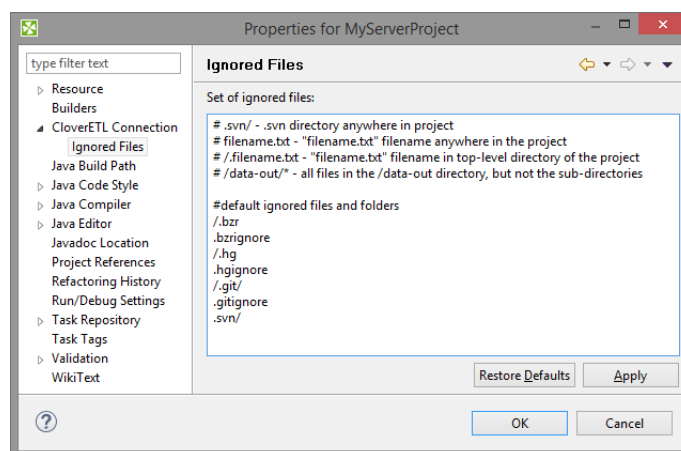 Properties for MyServerProject
type filter text
Resource
Builders
CloverETL Connection
Ignored Files
Java Build Path
Java Code Style
Java Compiler
Java Editor
Javadoc Location
Project References
Refactoring History
Run/Debug Settings
Task Repository
Task Tags
Validation
WikiText
Ignored Files
Set of ignored files:
# .svn/ - .svn directory anywhere in project
# filename.txt - "filename.txt" filename anywhere in the project
# /.filename.txt - "filename.txt" filename in top-level directory of the project
# /data-out/* - all files in the /data-out directory, but not the sub-directories
#default ignored files and folders
/.bzr
.bzrignore
/.hg
.hgignore
/.git/
.gitignore
.svn/
Restore Defaults
Apply
?
OK
Cancel